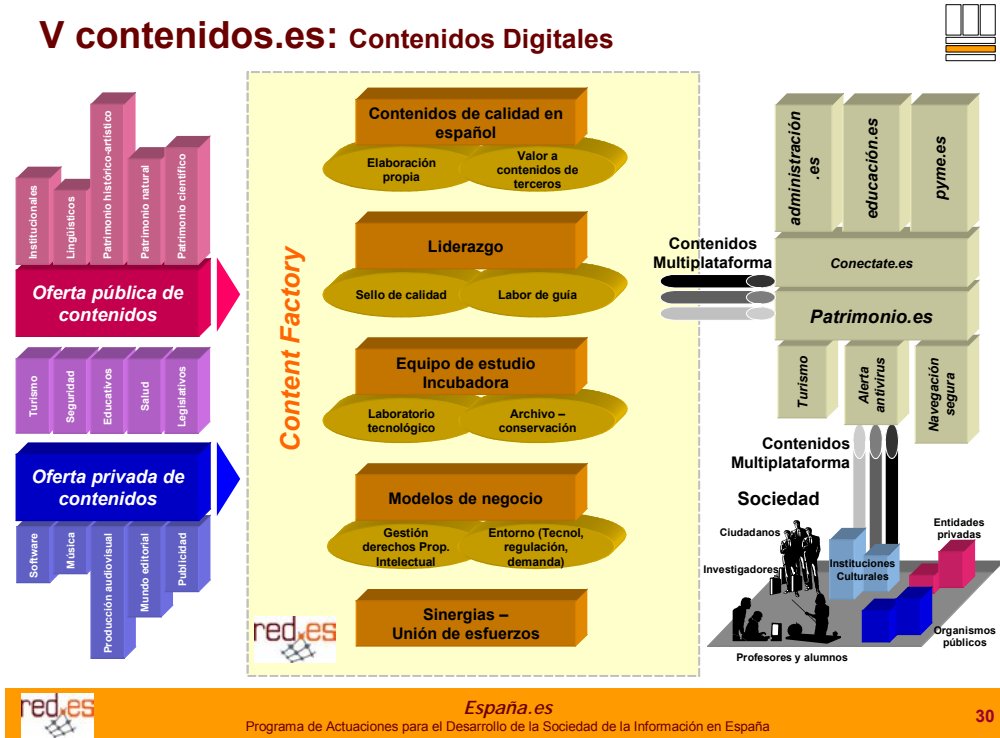 V contenidos.es: Contenidos Digitales
Institucionales
Lingüísticos
Patrimonio histórico-artístico
Patrimonio natural
Patrimonio científico
Oferta pública de
contenidos
Turismo
Seguridad
Educativos
Salud
Legislativos
Oferta privada de
contenidos
Software
Música
Producción audiovisual
Mundo editorial
Publicidad
Content Factory
Contenidos de calidad en
español
Elaboración
propia
Valor a
contenidos de
terceros
Liderazgo
Sello de calidad
Labor de guía
Equipo de estudio
Incubadora
Laboratorio
tecnológico
Archivo –
conservación
Modelos de negocio
Gestión
derechos Prop.
Intelectual
Entorno (Tecnol,
regulación,
demanda)
Sinergias –
Unión de esfuerzos
red.es
Contenidos
Multiplataforma
administración
.es
educación.es
pyme.es
Conectate.es
Patrimonio.es
Turismo
Alerta
antivirus
Navegación
segura
Contenidos
Multiplataforma
Sociedad
Ciudadanos
Investigadores
Instituciones
Culturales
Entidades
privadas
Organismos
públicos
Profesores y alumnos
red.es
España.es
Programa de Actuaciones para el Desarrollo de la Sociedad de la Información en España
30